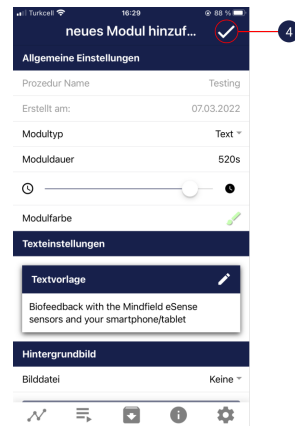 Turkcell 16:29 88 %
neues Modul hinzuf...
4
Allgemeine Einstellungen
Prozedur Name Testing
Erstellt am: 07.03.2022
Modultyp Text
Moduldauer 520s
Modulfarbe
Texteinstellungen
Textvorlage
Biofeedback with the Mindfield eSense
sensors and your smartphone/tablet
Hintergrundbild
Bilddatei Keine